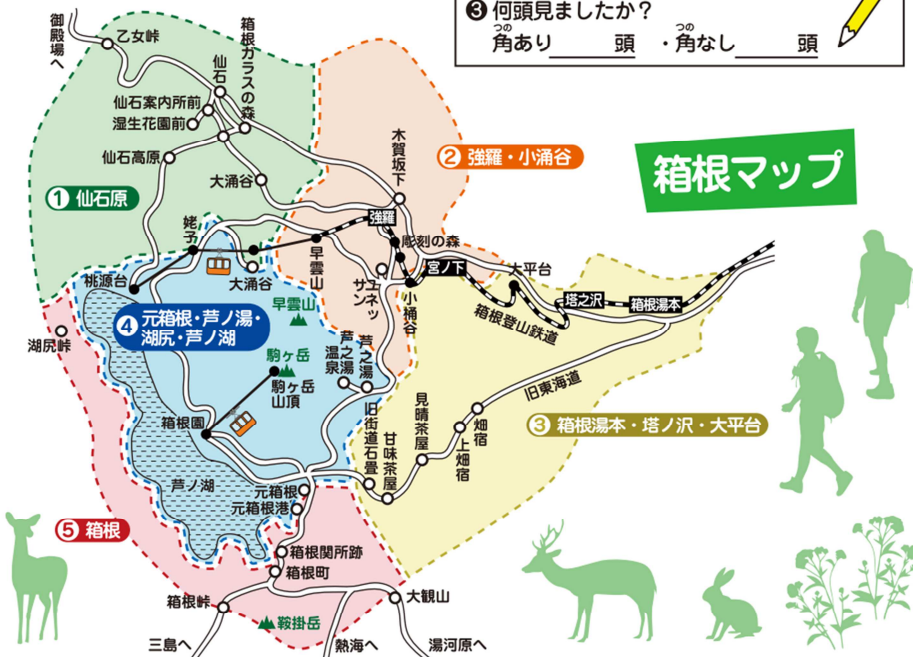 ❸ 何頭見ましたか?
つの つの
角あり 頭 ・角なし 頭
箱根マップ
御殿場へ
乙女峠
仙石
箱根ガラスの森
仙石案内所前
湿生花園前
仙石高原
大涌谷
① 仙石原
木賀坂下
② 強羅・小涌谷
姥子
強羅
彫刻の森
早雲山
大涌谷
宮ノ下
大平台
ユネッ
サン
小桶谷
塔之沢
箱根湯本
箱根登山鉄道
桃源台
早雲山
④ 元箱根・芦ノ湯・
湖尻・芦ノ湖
湖尻峠
駒ヶ岳
駒ヶ岳
山頂
芦之湯
芦之湯
温泉
旧東海道
箱根園
旧街道石畳
甘味茶屋
見晴茶屋
畑宿
上畑宿
③ 箱根湯本・塔ノ沢・大平台
芦ノ湖
元箱根
元箱根港
⑤ 箱根
箱根関所跡
箱根町
箱根峠
大観山
鞍掛岳
三島へ
熱海へ
湯河原へ